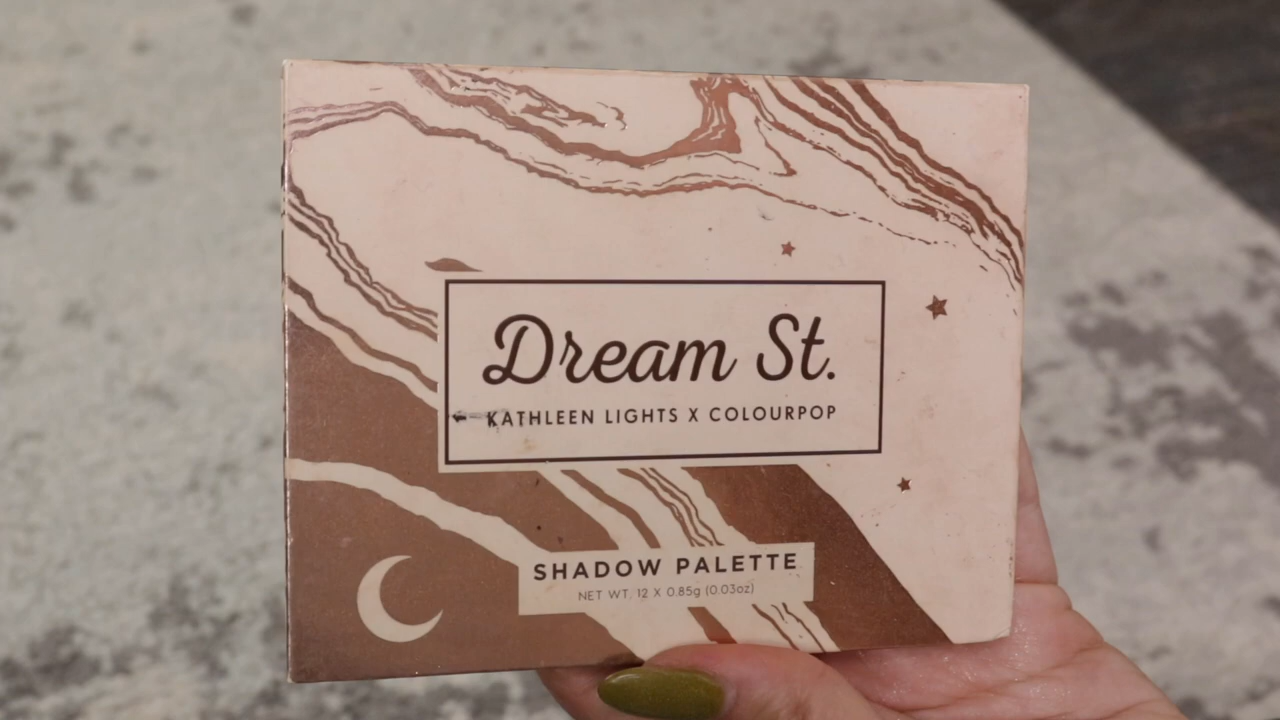 Dream St.
KATHLEEN LIGHTS X COLOURPOP
SHADOW PALETTE
NET WT. 12 X 0.85g (0.03oz)